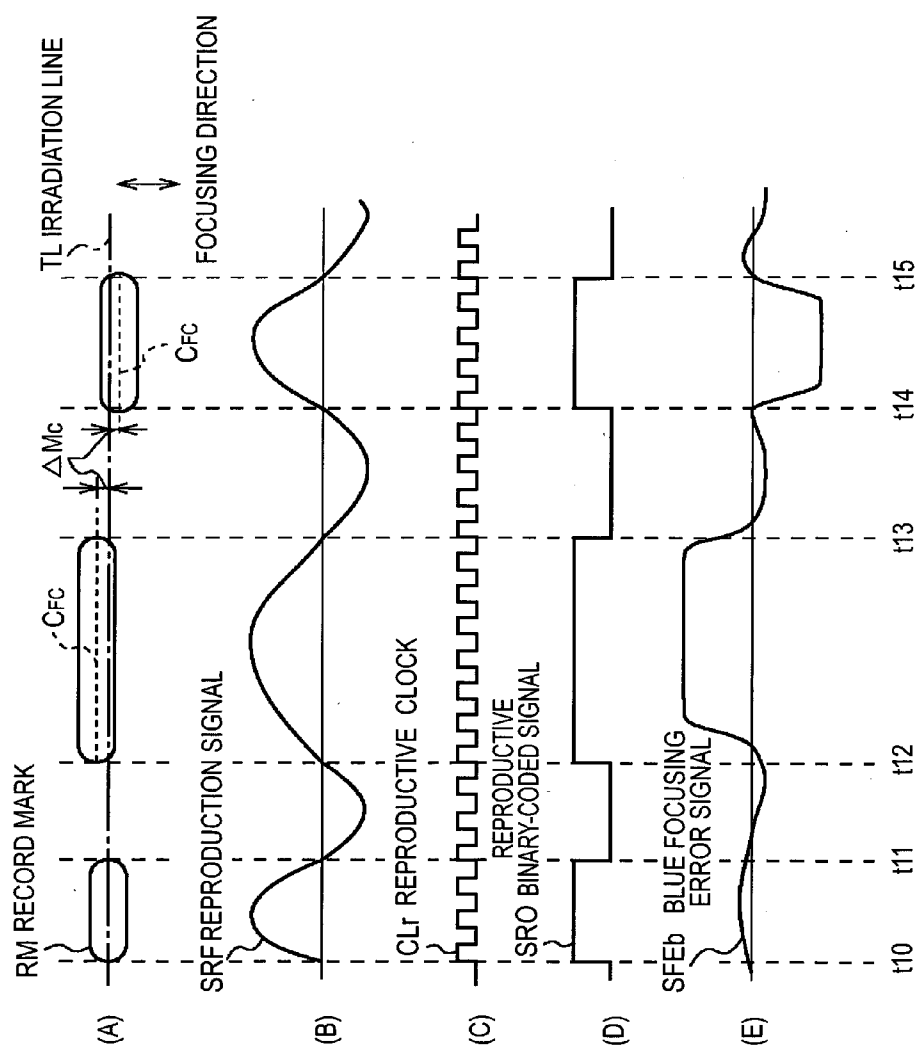 (A)
RM RECORD MARK
CFC
△Mc
CFC
TL IRRADIATION LINE
FOCUSING DIRECTION
(B)
SRF REPRODUCTION SIGNAL
(C)
CLr REPRODUCTIVE CLOCK
(D)
REPRODUCTIVE
SRO BINARY-CODED SIGNAL
(E)
SFEb BLUE FOCUSING
ERROR SIGNAL
t10
t11
t12
t13
t14
t15